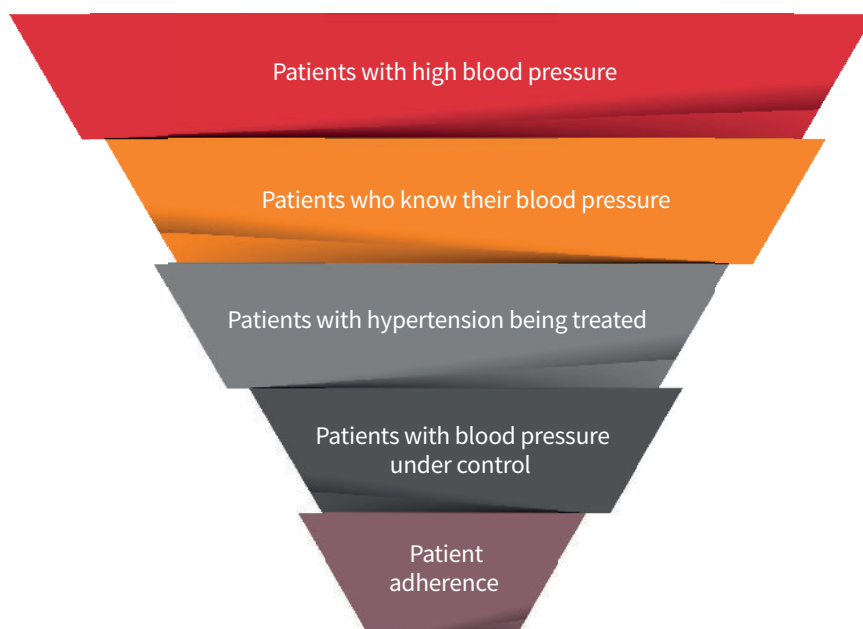 Patients with high blood pressure
Patients who know their blood pressure
Patients with hypertension being treated
Patients with blood pressure
under control
Patient
adherence